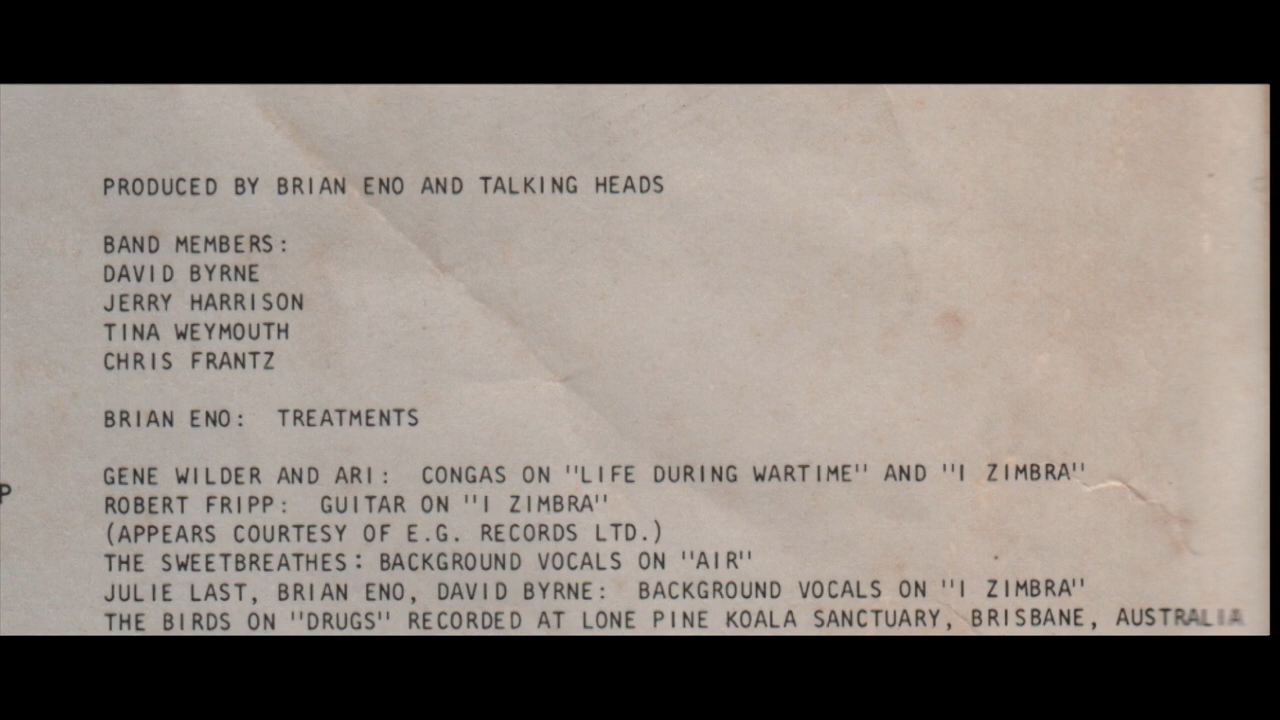 PRODUCED BY BRIAN ENO AND TALKING HEADS
BAND MEMBERS:
DAVID BYRNE
JERRY HARRISON
TINA WEYMOUTH
CHRIS FRANTZ
BRIAN ENO: TREATMENTS
GENE WILDER AND ARI: CONGAS ON "LIFE DURING WARTIME" AND "I ZIMBRA"
P
ROBERT FRIPP: GUITAR ON "I ZIMBRA"
(APPEARS COURTESY OF E.G. RECORDS LTD.)
THE SWEETBREATHES: BACKGROUND VOCALS ON "AIR"
JULIE LAST, BRIAN ENO, DAVID BYRNE: BACKGROUND VOCALS ON "I ZIMBRA"
THE BIRDS ON "DRUGS" RECORDED AT LONE PINE KOALA SANCTUARY, BRISBANE, AUSTRALIA